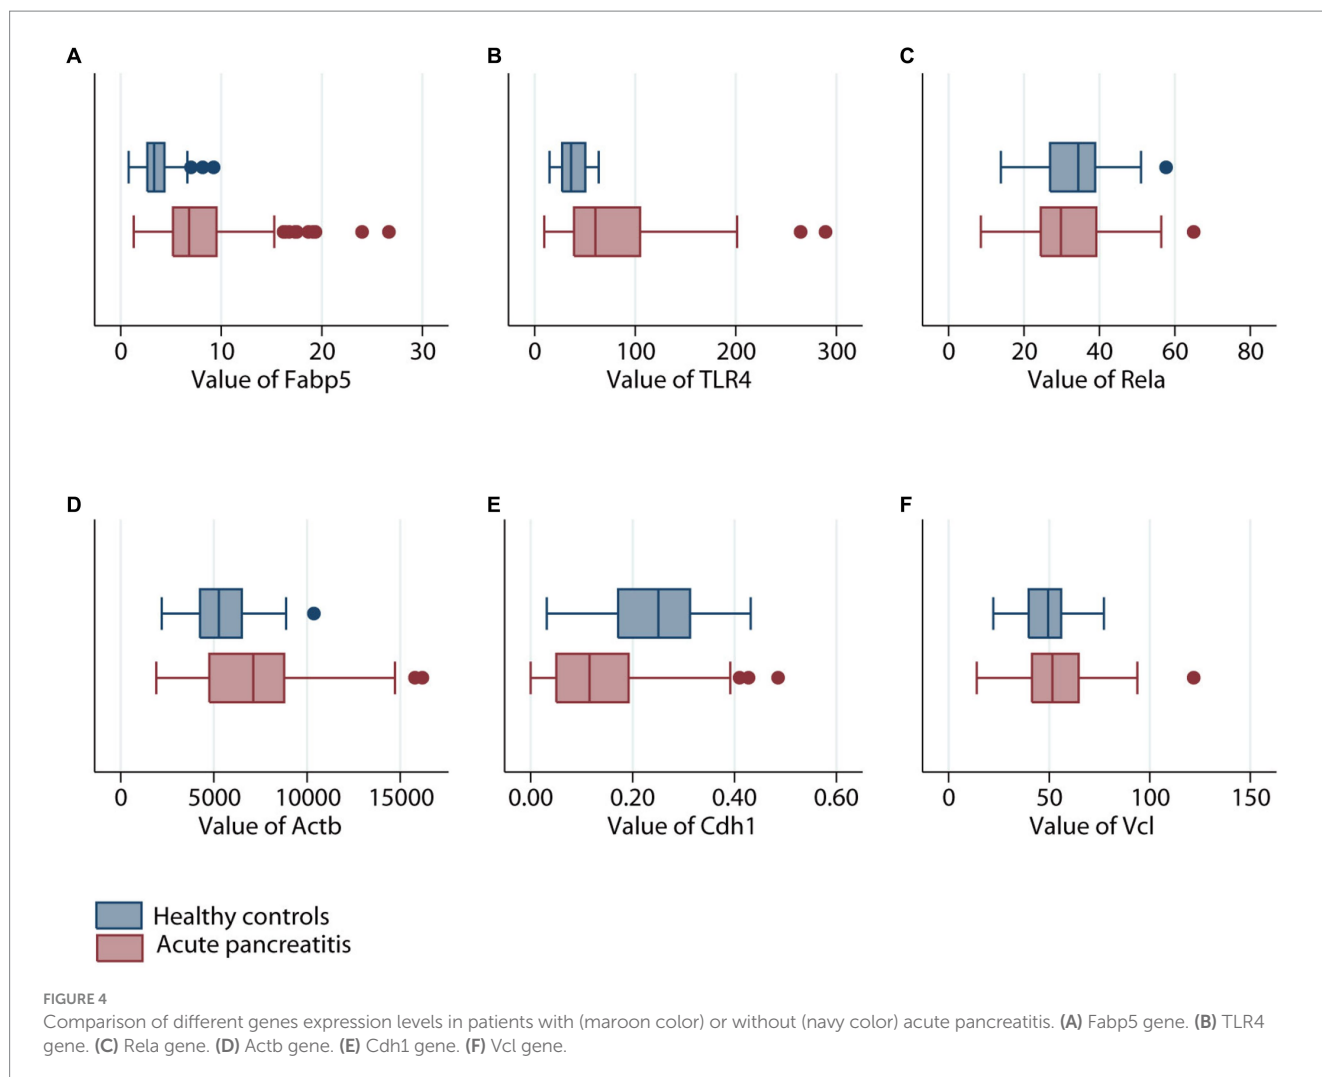 A
B
C
0 10 20 30
Value of Fabp5
0 100 200 300
Value of TLR4
0 20 40 60 80
Value of Rela
D
E
F
0 5000 10000 15000
Value of Actb
0.00 0.20 0.40 0.60
Value of Cdh1
0 50 100 150
Value of Vcl
Healthy controls
Acute pancreatitis
FIGURE 4
Comparison of different genes expression levels in patients with (maroon color) or without (navy color) acute pancreatitis. (A) Fabp5 gene. (B) TLR4
gene. (C) Rela gene. (D) Actb gene. (E) Cdh1 gene. (F) Vcl gene.